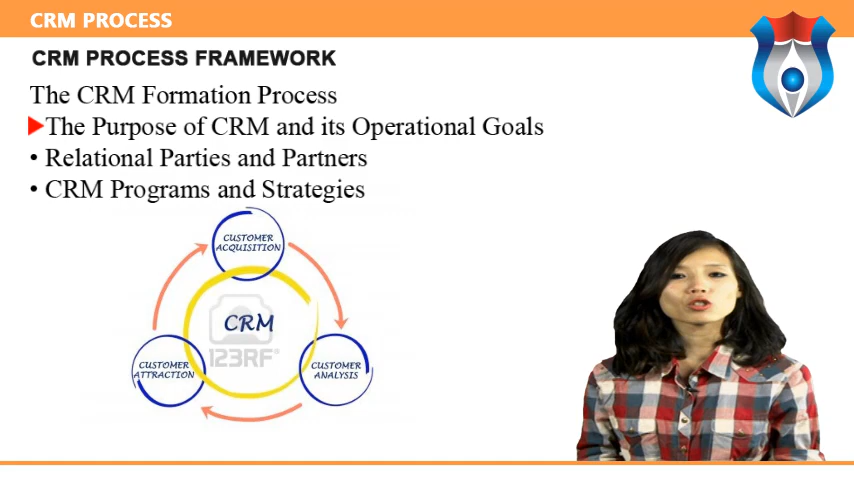 CRM PROCESS
CRM PROCESS FRAMEWORK
The CRM Formation Process
The Purpose of CRM and its Operational Goals
• Relational Parties and Partners
• CRM Programs and Strategies
CUSTOMER
ACQUISITION
CRM
123RF®
CUSTOMER
ATTRACTION
CUSTOMER
ANALYSIS